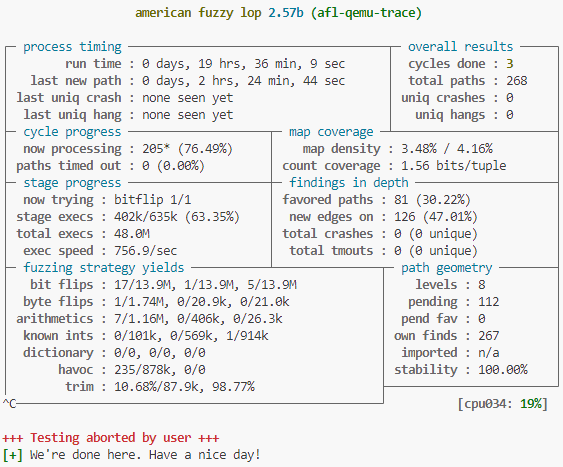 american fuzzy lop 2.57b (afl-qemu-trace)
process timing overall results
run time : 0 days, 19 hrs, 36 min, 9 sec cycles done : 3
last new path : 0 days, 2 hrs, 24 min, 44 sec total paths : 268
last uniq crash : none seen yet uniq crashes : 0
last uniq hang : none seen yet uniq hangs : 0
cycle progress map coverage
now processing : 205* (76.49%) map density : 3.48% / 4.16%
paths timed out : 0 (0.00%) count coverage : 1.56 bits/tuple
stage progress findings in depth
now trying : bitflip 1/1 favored paths : 81 (30.22%)
stage execs : 402k/635k (63.35%) new edges on : 126 (47.01%)
total execs : 48.0M total crashes : 0 (0 unique)
exec speed : 756.9/sec total tmouts : 0 (0 unique)
fuzzing strategy yields path geometry
bit flips : 17/13.9M, 1/13.9M, 5/13.9M levels : 8
byte flips : 1/1.74M, 0/20.9k, 0/21.0k pending : 112
arithmetics : 7/1.16M, 0/406k, 0/26.3k pend fav : 0
known ints : 0/101k, 0/569k, 1/914k own finds : 267
dictionary : 0/0, 0/0, 0/0 imported : n/a
havoc : 235/878k, 0/0 stability : 100.00%
trim : 10.68%/87.9k, 98.77%
^C [cpu034: 19%]
+++ Testing aborted by user +++
[+] We're done here. Have a nice day!